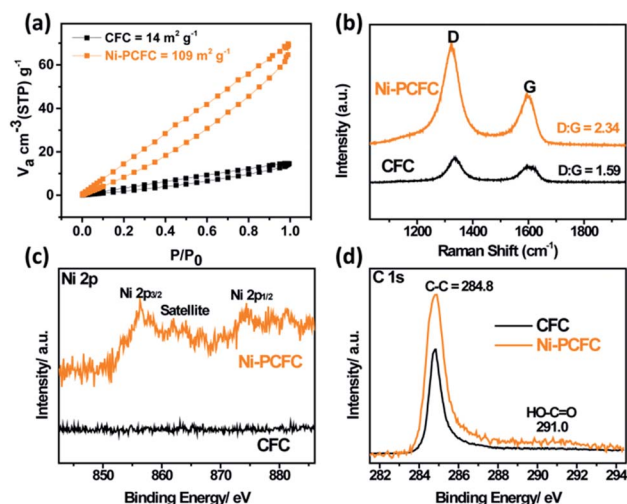 (a)
CFC = 14 m² g⁻¹
Ni-PCFC = 109 m² g⁻¹
Vₐ cm⁻³(STP) g⁻¹
60
40
20
0
0.0 0.2 0.4 0.6 0.8 1.0
P/P₀
(b)
D
G
Ni-PCFC
D:G = 2.34
CFC
D:G = 1.59
Intensity (a.u.)
1200 1400 1600 1800
Raman Shift (cm⁻¹)
(c)
Ni 2p
Ni 2p₃/₂
Satellite
Ni 2p₁/₂
Ni-PCFC
CFC
Intensity/ a.u.
850 860 870 880
Binding Energy/ eV
(d)
C 1s
C-C = 284.8
CFC
Ni-PCFC
HO-C=O
291.0
Intensity/ a.u.
282 284 286 288 290 292 294
Binding Energy/ eV